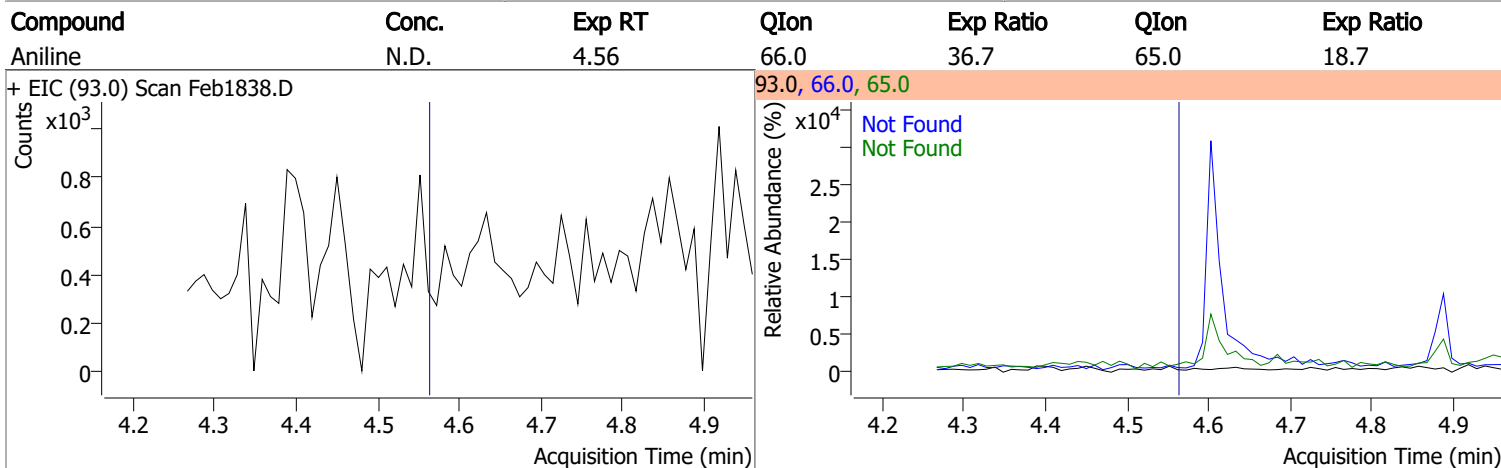 Compound Conc. Exp RT QIon Exp Ratio QIon Exp Ratio
Aniline N.D. 4.56 66.0 36.7 65.0 18.7
+ EIC (93.0) Scan Feb1838.D
Counts
x10³
0.8
0.6
0.4
0.2
0
4.2 4.3 4.4 4.5 4.6 4.7 4.8 4.9
Acquisition Time (min)
93.0, 66.0, 65.0
Relative Abundance (%)
x10⁴
Not Found
Not Found
2.5
2
1.5
1
0.5
0
4.2 4.3 4.4 4.5 4.6 4.7 4.8 4.9
Acquisition Time (min)